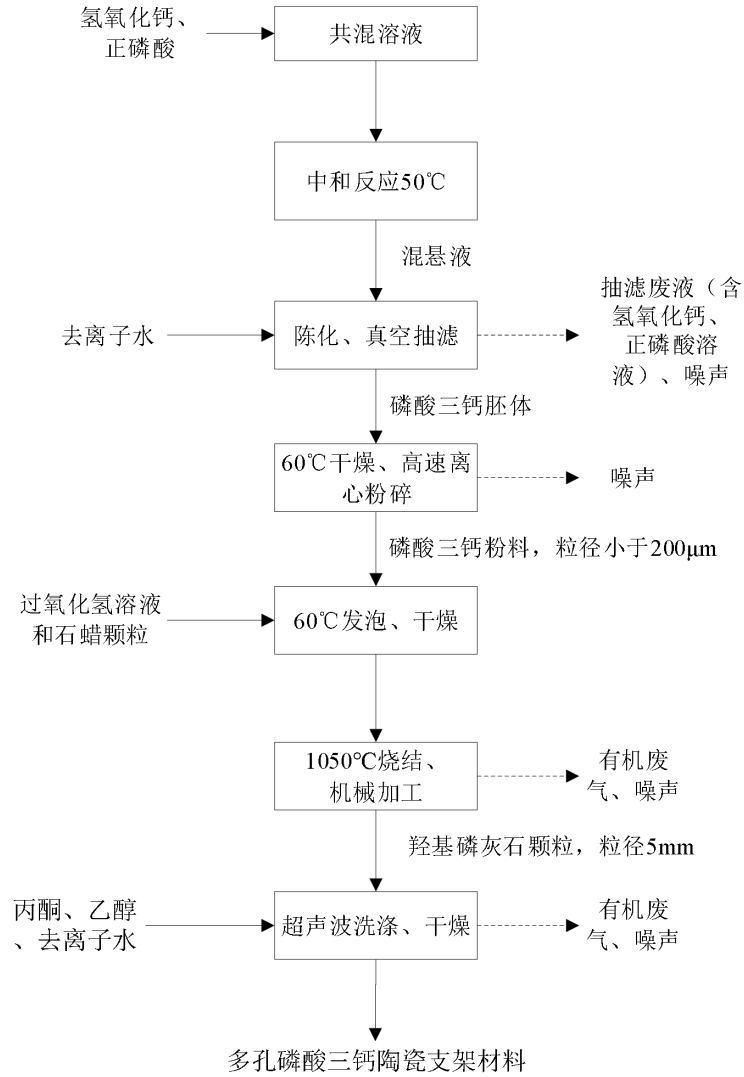 氢氧化钙、
正磷酸
共混溶液
中和反应50℃
混悬液
去离子水
陈化、真空抽滤
抽滤废液（含
氢氧化钙、
正磷酸溶
液）、噪声
磷酸三钙胚体
60℃干燥、高速离
心粉碎
噪声
磷酸三钙粉料，粒径小于200μm
过氧化氢溶液
和石蜡颗粒
60℃发泡、干燥
1050℃烧结、
机械加工
有机废
气、噪声
羟基磷灰石颗粒，粒径5mm
丙酮、乙醇
、去离子水
超声波洗涤、干燥
有机废
气、噪声
多孔磷酸三钙陶瓷支架材料